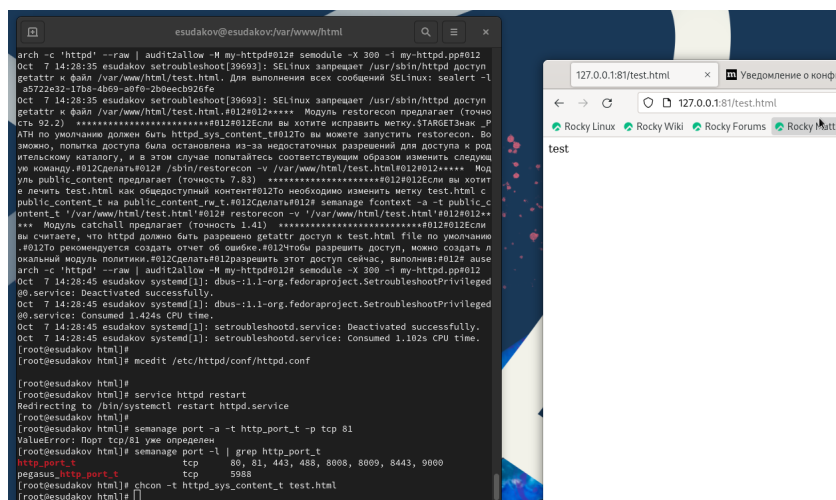 esudakov@esudakov:/var/www/html
arch -c 'httpd' --raw | audit2allow -M my-httpd#012# semodule -X 300 -i my-httpd.pp#012
Oct  7 14:28:35 esudakov setroubleshoot[39693]: SELinux запрещает /usr/sbin/httpd доступ
getattr к файл /var/www/html/test.html. Для выполнения всех сообщений SELinux: sealert -l
a5722e32-17b8-4b69-a0f0-2b0eecb926fe
Oct  7 14:28:35 esudakov setroubleshoot[39693]: SELinux запрещает /usr/sbin/httpd доступ
getattr к файл /var/www/html/test.html.#012#012*****  Модуль restorecon предлагает (точно
сть 92.2)  ************************#012#012Если вы хотите исправить метку.$TARGETЗнак _P
ATH по умолчанию должен быть httpd_sys_content_t#012То вы можете запустить restorecon. Во
зможно, попытка доступа была остановлена из-за недостаточных разрешений для доступа к род
ительскому каталогу, и в этом случае попытайтесь соответствующим образом изменить следующ
ую команду.#012Сделать#012# /sbin/restorecon -v /var/www/html/test.html#012#012*****  Мод
уль public_content предлагает (точность 7.83)  ********************#012#012Если вы хотит
е лечить test.html как общедоступный контент#012То необходимо изменить метку test.html с
public_content_t на public_content_rw_t.#012Сделать#012# semanage fcontext -a -t public_c
ontent_t '/var/www/html/test.html'#012# restorecon -v '/var/www/html/test.html'#012#012**
***  Модуль catchall предлагает (точность 1.41)  **************************#012#012Если
вы считаете, что httpd должно быть разрешено getattr доступ к test.html file по умолчанию
.#012То рекомендуется создать отчет об ошибке.#012Чтобы разрешить доступ, можно создать л
окальный модуль политики.#012Сделать#012разрешить этот доступ сейчас, выполнив:#012# ause
arch -c 'httpd' --raw | audit2allow -M my-httpd#012# semodule -X 300 -i my-httpd.pp#012
Oct  7 14:28:45 esudakov systemd[1]: dbus-:1.1-org.fedoraproject.SetroubleshootPrivileged
@0.service: Deactivated successfully.
Oct  7 14:28:45 esudakov systemd[1]: dbus-:1.1-org.fedoraproject.SetroubleshootPrivileged
@0.service: Consumed 1.424s CPU time.
Oct  7 14:28:45 esudakov systemd[1]: setroubleshootd.service: Deactivated successfully.
Oct  7 14:28:45 esudakov systemd[1]: setroubleshootd.service: Consumed 1.102s CPU time.
[root@esudakov html]#
[root@esudakov html]# mcedit /etc/httpd/conf/httpd.conf
[root@esudakov html]#
[root@esudakov html]# service httpd restart
Redirecting to /bin/systemctl restart httpd.service
[root@esudakov html]#
[root@esudakov html]# semanage port -a -t http_port_t -p tcp 81
ValueError: Порт tcp/81 уже определен
[root@esudakov html]# semanage port -l | grep http_port_t
http_port_t                    tcp      80, 81, 443, 488, 8008, 8009, 8443, 9000
pegasus_http_port_t            tcp      5988
[root@esudakov html]# chcon -t httpd_sys_content_t test.html
[root@esudakov html]#
127.0.0.1:81/test.html × Уведомление о конф
127.0.0.1:81/test.html
Rocky Linux Rocky Wiki Rocky Forums Rocky Matt
test